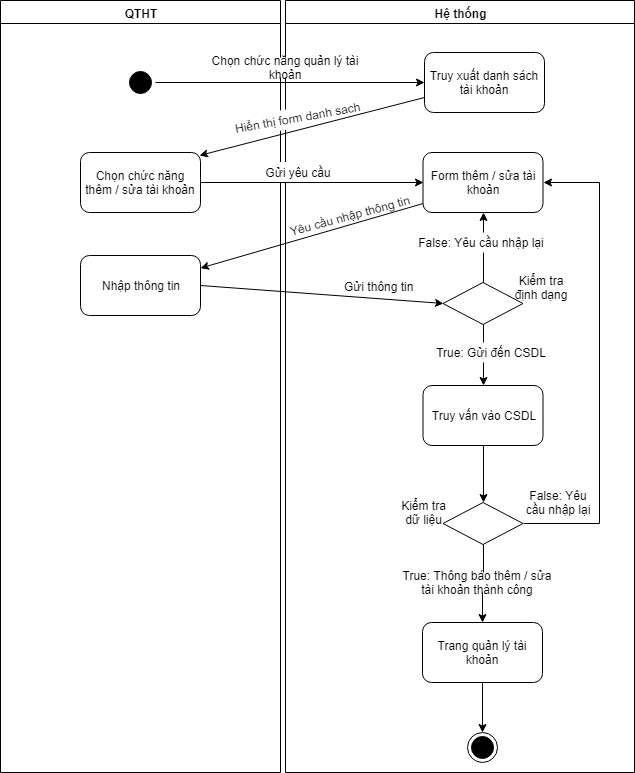 QTHT
Hệ thống
Chọn chức năng quản lý tài
khoản
Truy xuất danh sách
tài khoản
Hiển thị form danh sach
Chọn chức năng
thêm / sửa tài khoản
Gửi yêu cầu
Form thêm / sửa tài
khoản
Yêu cầu nhập thông tin
False: Yêu cầu nhập lại
Nhập thông tin
Gửi thông tin
Kiểm tra
định dạng
True: Gửi đến CSDL
Truy vấn vào CSDL
Kiểm tra
dữ liệu
False: Yêu
cầu nhập lại
True: Thông báo thêm / sửa
tài khoản thành công
Trang quản lý tài
khoản